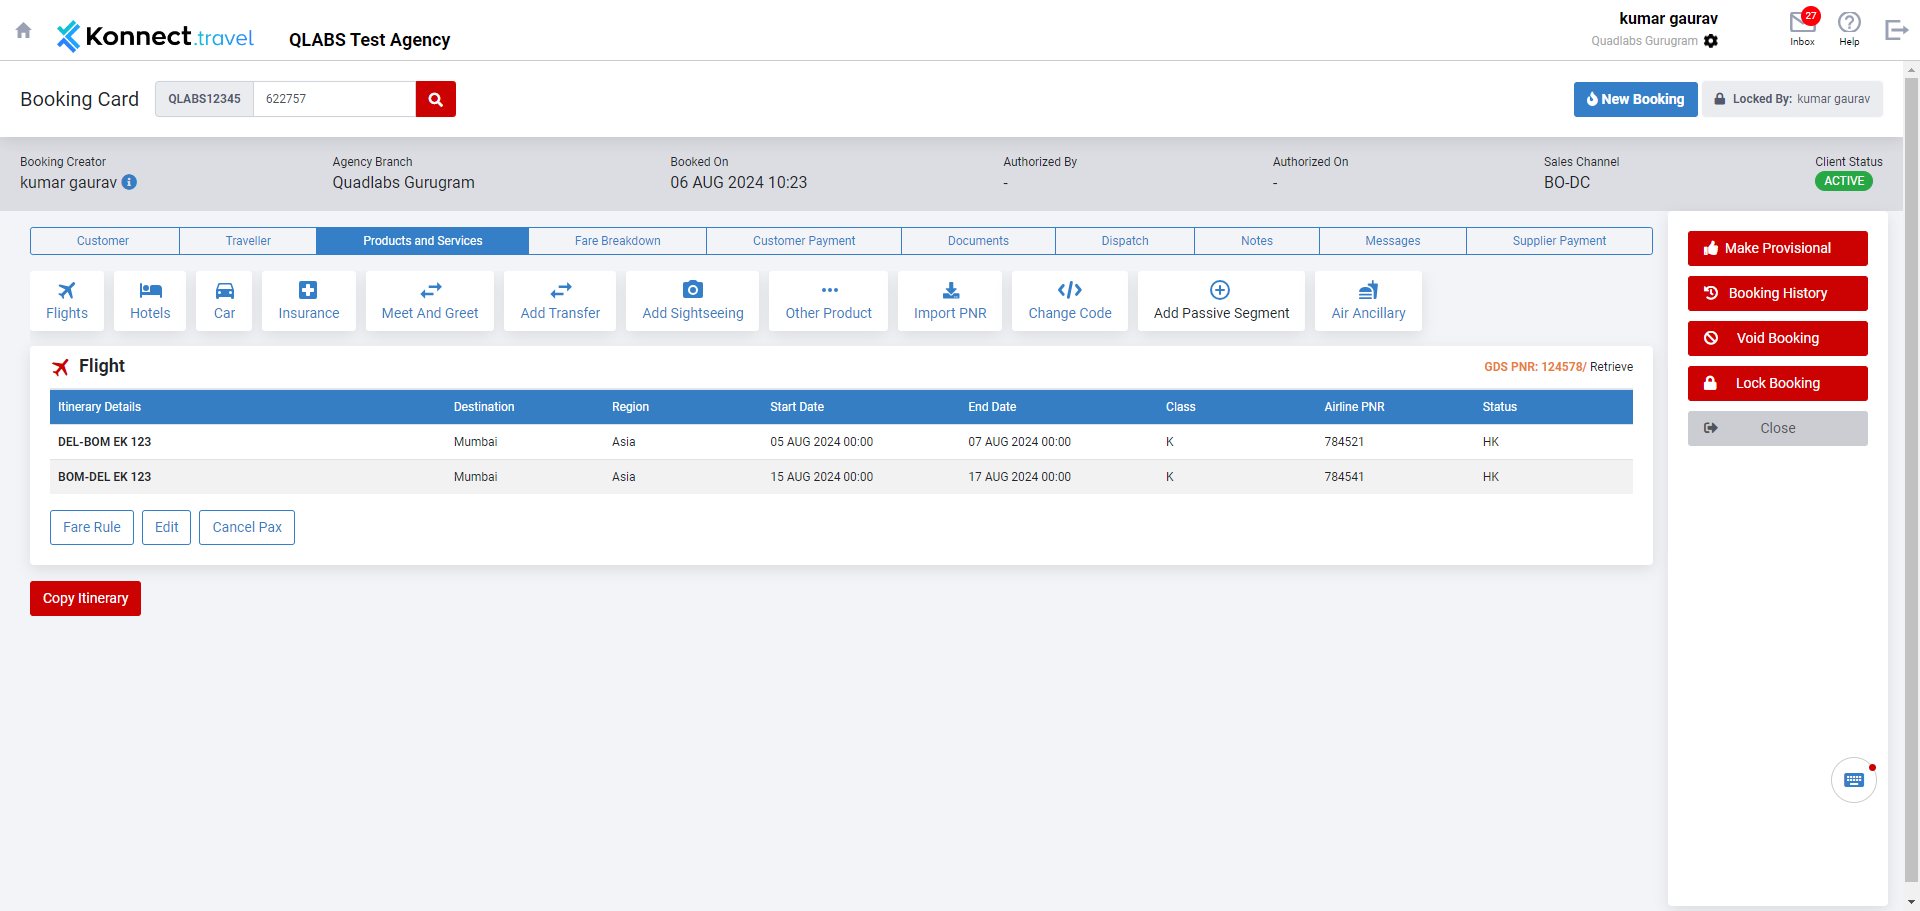 Konnect.travel QLABS Test Agency
kumar gaurav
Quadlabs Gurugram
27
Inbox
Help
Booking Card QLABS12345 622757
New Booking Locked By: kumar gaurav
Booking Creator Agency Branch Booked On Authorized By Authorized On Sales Channel Client Status
kumar gaurav Quadlabs Gurugram 06 AUG 2024 10:23 - - BO-DC ACTIVE
Customer Traveller Products and Services Fare Breakdown Customer Payment Documents Dispatch Notes Messages Supplier Payment
Flights Hotels Car Insurance Meet And Greet Add Transfer Add Sightseeing Other Product Import PNR Change Code Add Passive Segment Air Ancillary
Flight GDS PNR: 124578/ Retrieve
Itinerary Details Destination Region Start Date End Date Class Airline PNR Status
DEL-BOM EK 123 Mumbai Asia 05 AUG 2024 00:00 07 AUG 2024 00:00 K 784521 HK
BOM-DEL EK 123 Mumbai Asia 15 AUG 2024 00:00 17 AUG 2024 00:00 K 784541 HK
Fare Rule Edit Cancel Pax
Copy Itinerary
Make Provisional
Booking History
Void Booking
Lock Booking
Close